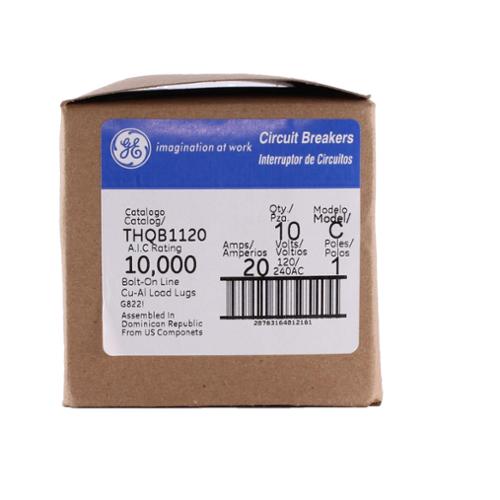 GE imagination at work
Circuit Breakers
Interruptor de Circuitos
Catalogo
Catalog/
THQB1120
A.I.C Rating
10,000
Bolt-On Line
Cu-Al Load Lugs
G822!
Assembled In
Dominican Republic
From US Componets
Qty./
Pza.
10
Modelo
Model/
C
Amps/
Amperios
20
Volts/
Voltios
120/
240AC
Poles/
Polos
1
28783164012161